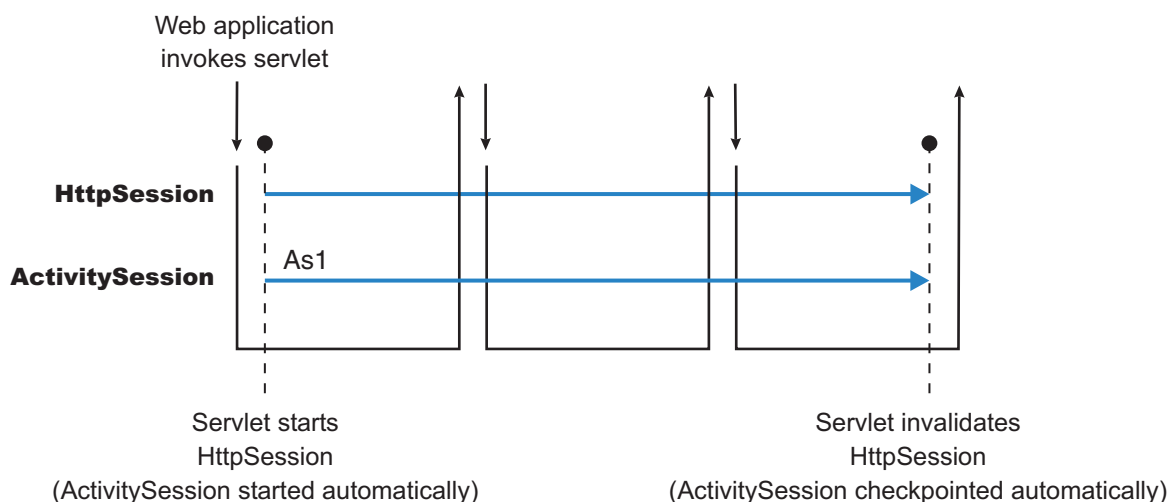 Web application
invokes servlet
HttpSession
ActivitySession
As1
Servlet starts
HttpSession
(ActivitySession started automatically)
Servlet invalidates
HttpSession
(ActivitySession checkpointed automatically)